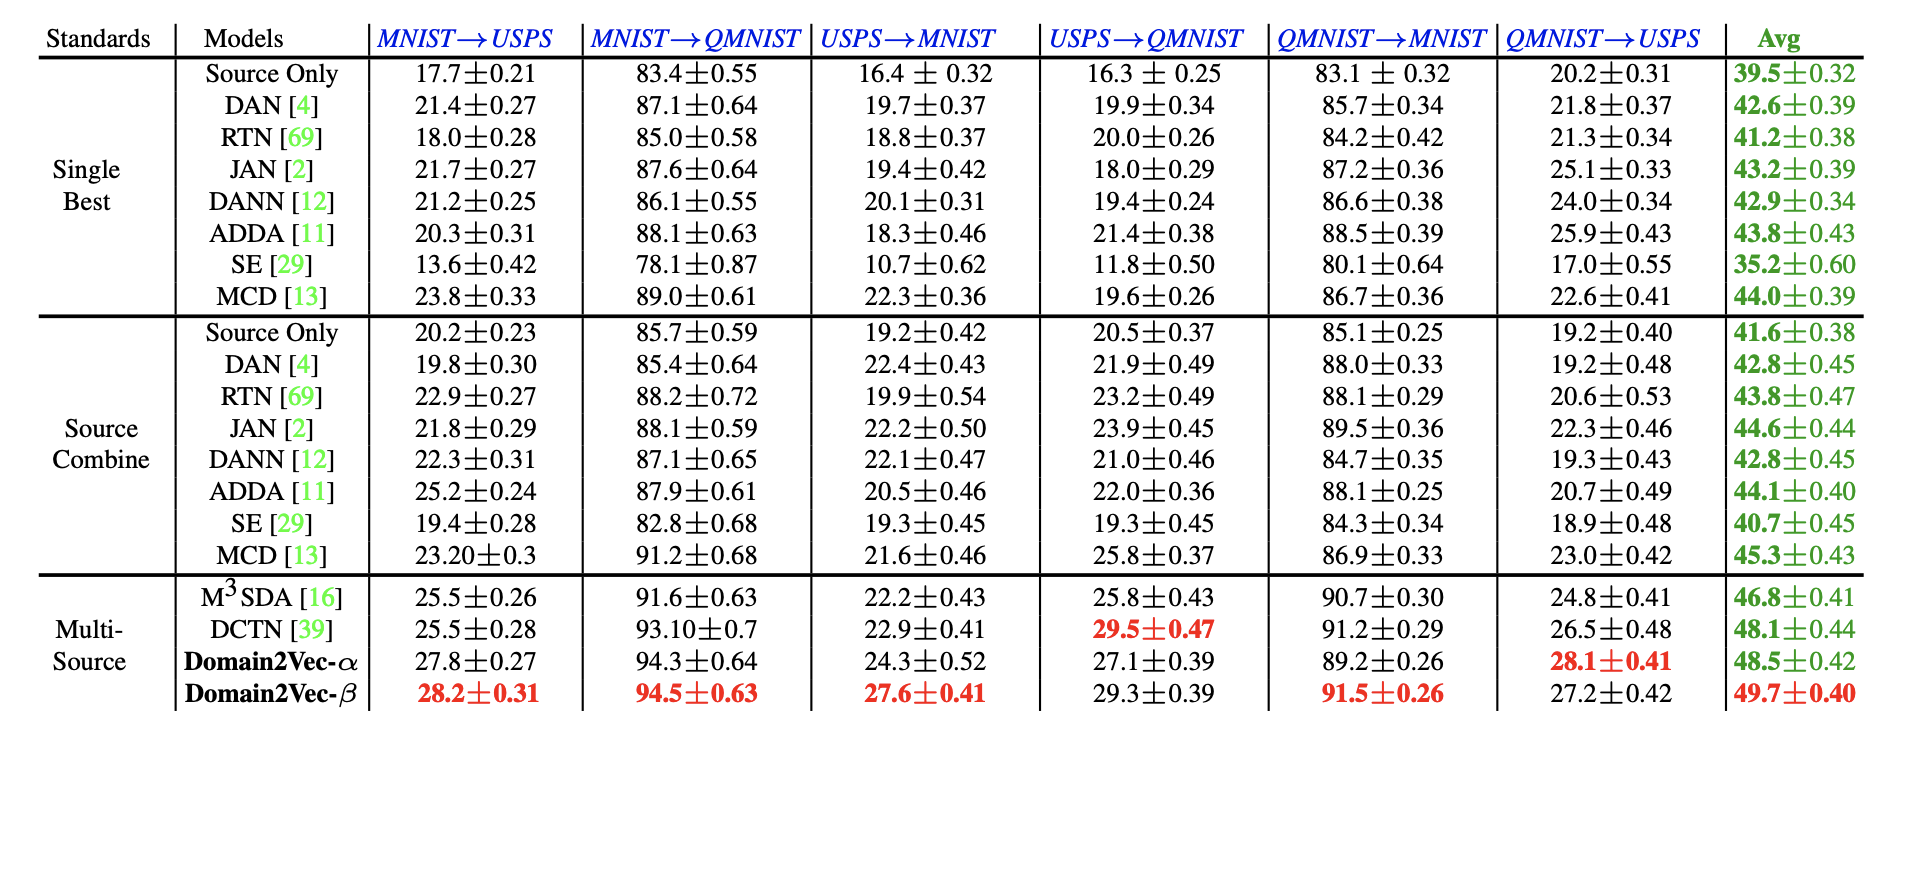 Standards Models MNIST→USPS MNIST→QMNIST USPS→MNIST USPS→QMNIST QMNIST→MNIST QMNIST→USPS Avg
Source Only 17.7±0.21 83.4±0.55 16.4 ± 0.32 16.3 ± 0.25 83.1 ± 0.32 20.2±0.31 39.5±0.32
DAN [4] 21.4±0.27 87.1±0.64 19.7±0.37 19.9±0.34 85.7±0.34 21.8±0.37 42.6±0.39
RTN [69] 18.0±0.28 85.0±0.58 18.8±0.37 20.0±0.26 84.2±0.42 21.3±0.34 41.2±0.38
Single JAN [2] 21.7±0.27 87.6±0.64 19.4±0.42 18.0±0.29 87.2±0.36 25.1±0.33 43.2±0.39
Best DANN [12] 21.2±0.25 86.1±0.55 20.1±0.31 19.4±0.24 86.6±0.38 24.0±0.34 42.9±0.34
ADDA [11] 20.3±0.31 88.1±0.63 18.3±0.46 21.4±0.38 88.5±0.39 25.9±0.43 43.8±0.43
SE [29] 13.6±0.42 78.1±0.87 10.7±0.62 11.8±0.50 80.1±0.64 17.0±0.55 35.2±0.60
MCD [13] 23.8±0.33 89.0±0.61 22.3±0.36 19.6±0.26 86.7±0.36 22.6±0.41 44.0±0.39
Source Only 20.2±0.23 85.7±0.59 19.2±0.42 20.5±0.37 85.1±0.25 19.2±0.40 41.6±0.38
DAN [4] 19.8±0.30 85.4±0.64 22.4±0.43 21.9±0.49 88.0±0.33 19.2±0.48 42.8±0.45
RTN [69] 22.9±0.27 88.2±0.72 19.9±0.54 23.2±0.49 88.1±0.29 20.6±0.53 43.8±0.47
Source JAN [2] 21.8±0.29 88.1±0.59 22.2±0.50 23.9±0.45 89.5±0.36 22.3±0.46 44.6±0.44
Combine DANN [12] 22.3±0.31 87.1±0.65 22.1±0.47 21.0±0.46 84.7±0.35 19.3±0.43 42.8±0.45
ADDA [11] 25.2±0.24 87.9±0.61 20.5±0.46 22.0±0.36 88.1±0.25 20.7±0.49 44.1±0.40
SE [29] 19.4±0.28 82.8±0.68 19.3±0.45 19.3±0.45 84.3±0.34 18.9±0.48 40.7±0.45
MCD [13] 23.20±0.3 91.2±0.68 21.6±0.46 25.8±0.37 86.9±0.33 23.0±0.42 45.3±0.43
M³SDA [16] 25.5±0.26 91.6±0.63 22.2±0.43 25.8±0.43 90.7±0.30 24.8±0.41 46.8±0.41
Multi- DCTN [39] 25.5±0.28 93.10±0.7 22.9±0.41 29.5±0.47 91.2±0.29 26.5±0.48 48.1±0.44
Source Domain2Vec-α 27.8±0.27 94.3±0.64 24.3±0.52 27.1±0.39 89.2±0.26 28.1±0.41 48.5±0.42
Domain2Vec-β 28.2±0.31 94.5±0.63 27.6±0.41 29.3±0.39 91.5±0.26 27.2±0.42 49.7±0.40